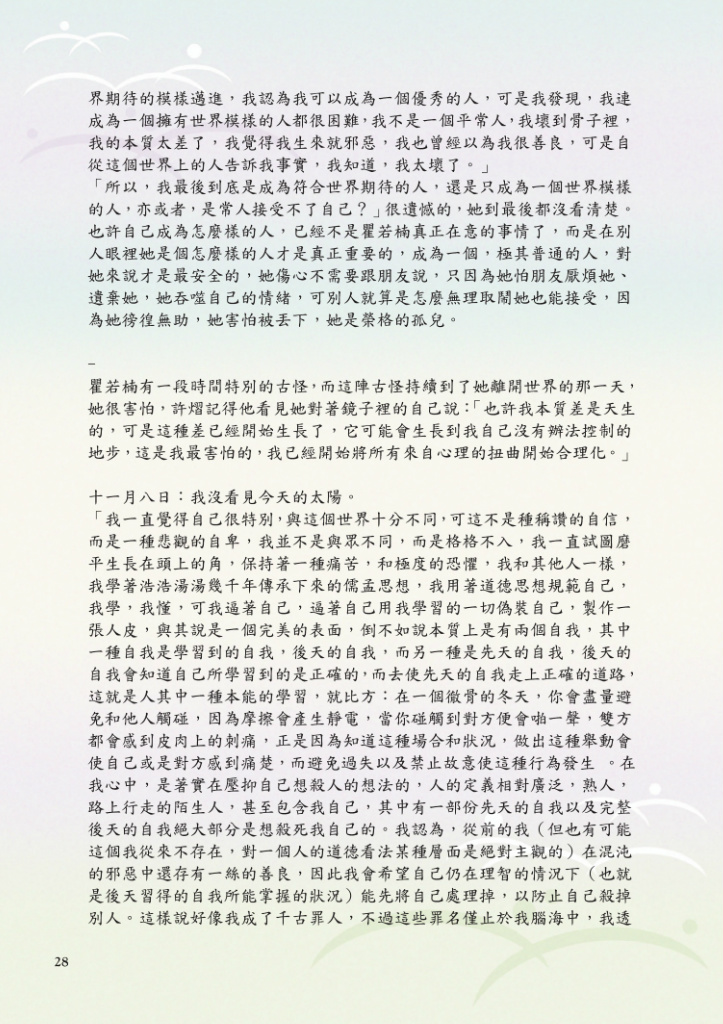 界期待的模樣邁進，我認為我可以成為一個優秀的人，可是我發現，我連
成為一個擁有世界模樣的人都很困難，我不是一個平常人，我壞到骨子裡，
我的本質太差了，我覺得我生來就邪惡，我也曾經以為我很善良，可是自
從這個世界上的人告訴我事實，我知道，我太壞了。」
「所以，我最後到底是成為符合世界期待的人，還是只成為一個世界模樣
的人，亦或者，是常人接受不了自己？」很遺憾的，她到最後都沒看清楚。
也許自己成為怎麼樣的人，已經不是瞿若楠真正在意的事情了，而是在別
人眼裡她是個怎麼樣的人才是真正重要的，成為一個，極其普通的人，對
她來說才是最安全的，她傷心不需要跟朋友說，只因為她怕朋友厭煩她、
遺棄她，她吞噬自己的情緒，可別人就算是怎麼無理取鬧她也能接受，因
為她徬徨無助，她害怕被丟下，她是榮格的孤兒。
–
瞿若楠有一段時間特別的古怪，而這陣古怪持續到了她離開世界的那一天，
她很害怕，許熠記得他看見她對著鏡子裡的自己說：「也許我本質差是天生
的，可是這種差已經開始生長了，它可能會生長到我自己沒有辦法控制的
地步，這是我最害怕的，我已經開始將所有來自心理的扭曲開始合理化。」
十一月八日：我沒看見今天的太陽。
「我一直覺得自己很特別，與這個世界十分不同，可這不是種稱讚的自信，
而是一種悲觀的自卑，我並不是與眾不同，而是格格不入，我一直試圖磨
平生長在頭上的角，保持著一種痛苦，和極度的恐懼，我和其他人一樣，
我學著浩浩湯湯幾千年傳承下來的儒孟思想，我用著道德思想規範自己，
我學，我懂，可我逼著自己，逼著自己用我學習的一切偽裝自己，製作一
張人皮，與其說是一個完美的表面，倒不如說本質上是有兩個自我，其中
一種自我是學習到的自我，後天的自我，而另一種是先天的自我，後天的
自我會知道自己所學習到的是正確的，而去使先天的自我走上正確的道路，
這就是人其中一種本能的學習，就比方：在一個徹骨的冬天，你會盡量避
免和他人觸碰，因為摩擦會產生靜電，當你碰觸到對方便會啪一聲，雙方
都會感到皮肉上的刺痛，正是因為知道這種場合和狀況，做出這種舉動會
使自己或是對方感到痛楚，而避免過失以及禁止故意使這種行為發生 。在
我心中，是著實在壓抑自己想殺人的想法的，人的定義相對廣泛，熟人，
路上行走的陌生人，甚至包含我自己，其中有一部份先天的自我以及完整
後天的自我絕大部分是想殺死我自己的。我認為，從前的我（但也有可能
這個我從來不存在，對一個人的道德看法某種層面是絕對主觀的）在混沌
的邪惡中還存有一絲的善良，因此我會希望自己仍在理智的情況下（也就
是後天習得的自我所能掌握的狀況）能先將自己處理掉，以防止自己殺掉
別人。這樣說好像我成了千古罪人，不過這些罪名僅止於我腦海中，我透
28